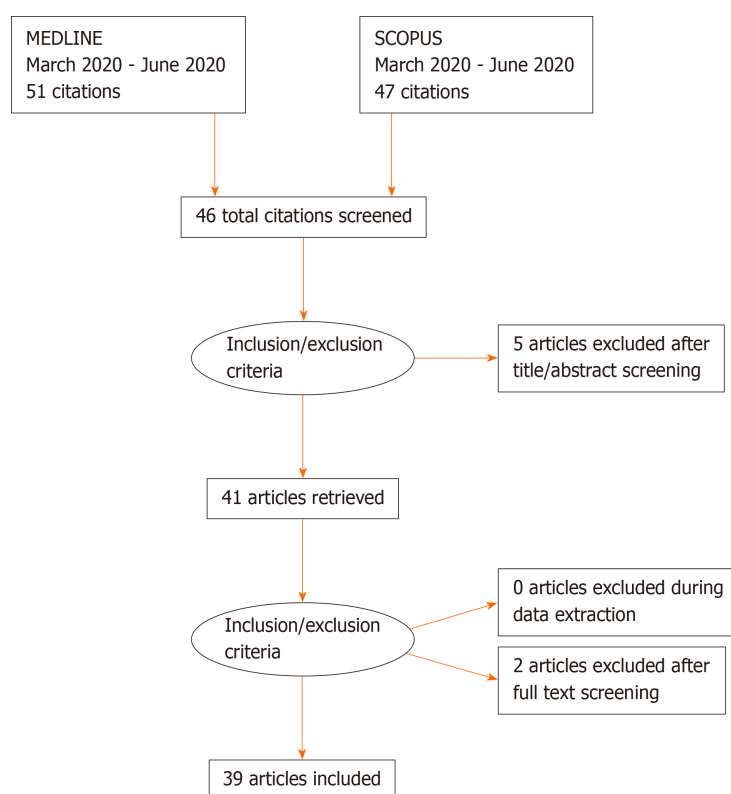 MEDLINE
March 2020 - June 2020
51 citations
SCOPUS
March 2020 - June 2020
47 citations
46 total citations screened
Inclusion/exclusion
criteria
5 articles excluded after
title/abstract screening
41 articles retrieved
Inclusion/exclusion
criteria
0 articles excluded during
data extraction
2 articles excluded after
full text screening
39 articles included